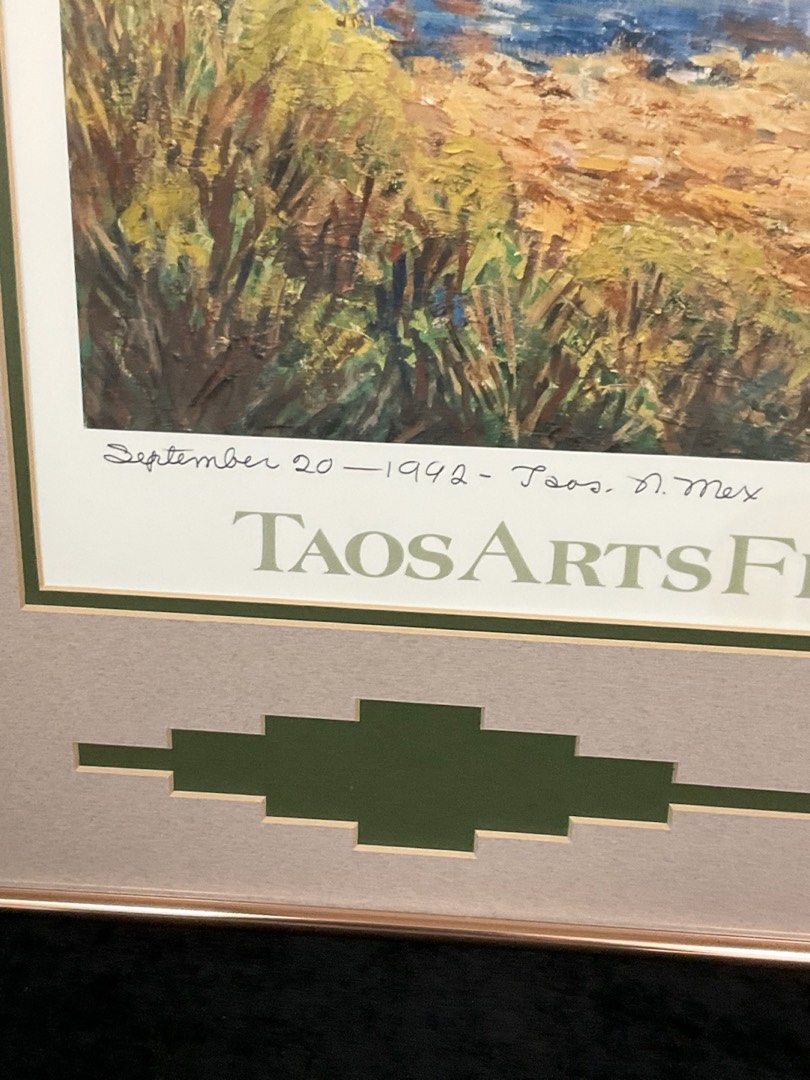 September 20 — 1992 - Taos. N. Mex
TAOS ARTS F